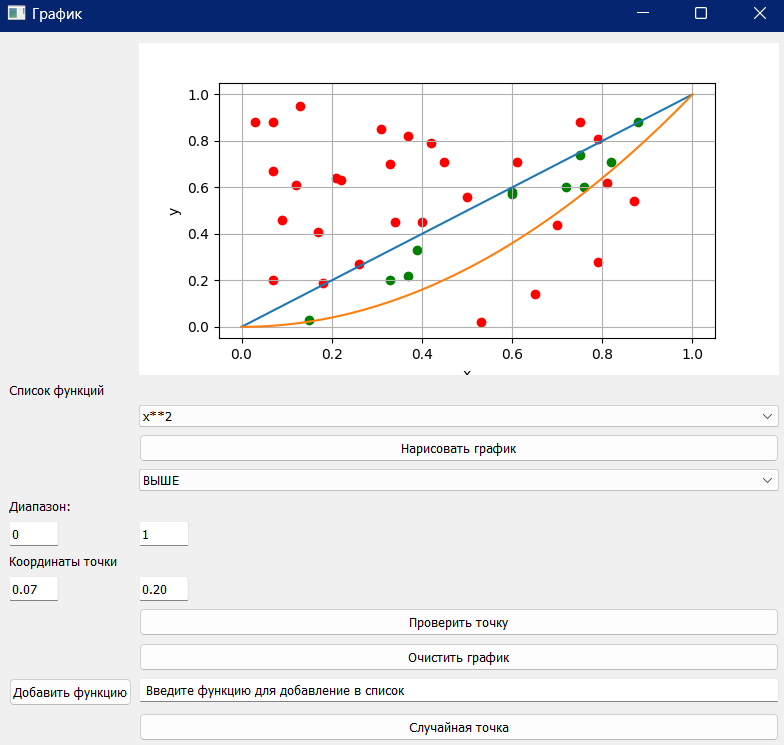 График
1.0
0.8
0.6
y
0.4
0.2
0.0
0.0 0.2 0.4 0.6 0.8 1.0
x
Список функций
x**2
Нарисовать график
ВЫШЕ
Диапазон:
0 1
Координаты точки
0.07 0.20
Проверить точку
Очистить график
Добавить функцию Введите функцию для добавление в список
Случайная точка